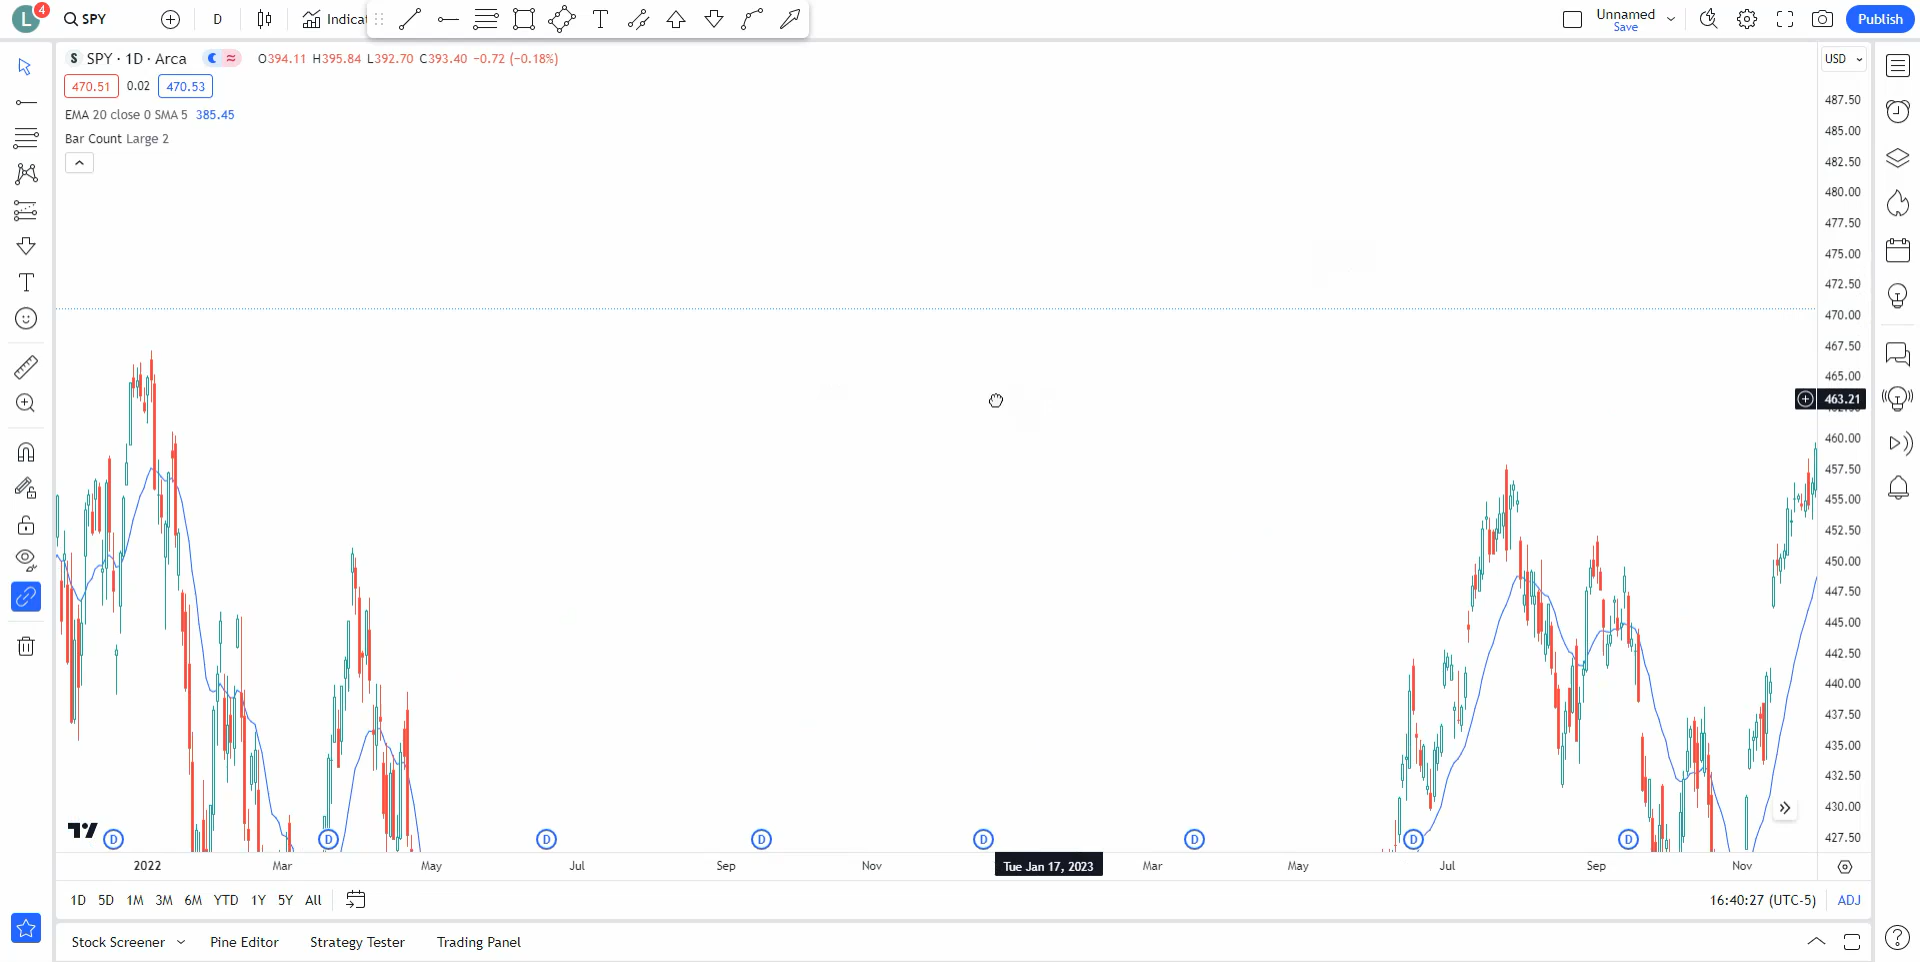 L 4 SPY D Indicat Unnamed Save Publish
S SPY · 1D · Arca O394.11 H395.84 L392.70 C393.40 −0.72 (−0.18%) USD
470.51 0.02 470.53
EMA 20 close 0 SMA 5 385.45
Bar Count Large 2
487.50
485.00
482.50
480.00
477.50
475.00
472.50
470.00
467.50
465.00
463.21
460.00
457.50
455.00
452.50
450.00
447.50
445.00
442.50
440.00
437.50
435.00
432.50
430.00
427.50
D D D D D D D D
2022 Mar May Jul Sep Nov Tue Jan 17, 2023 Mar May Jul Sep Nov
1D 5D 1M 3M 6M YTD 1Y 5Y All 16:40:27 (UTC-5) ADJ
Stock Screener Pine Editor Strategy Tester Trading Panel